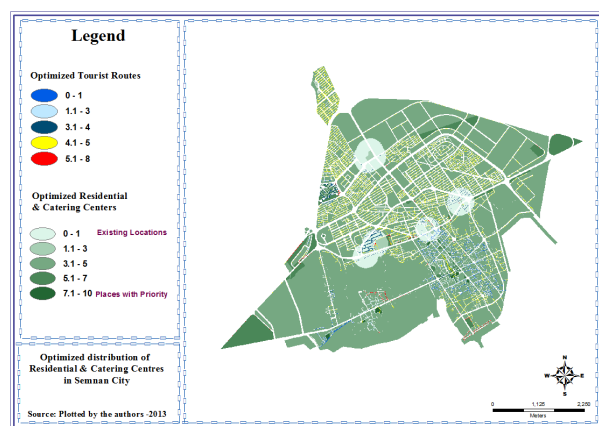 Legend
Optimized Tourist Routes
0 - 1
1.1 - 3
3.1 - 4
4.1 - 5
5.1 - 8
Optimized Residential
& Catering Centers
0 - 1 Existing Locations
1.1 - 3
3.1 - 5
5.1 - 7
7.1 - 10 Places with Priority
Optimized distribution of
Residential & Catering Centres
in Semnan City
Source: Plotted by the authors -2013
N
W E
S
0 1,125 2,250
Meters